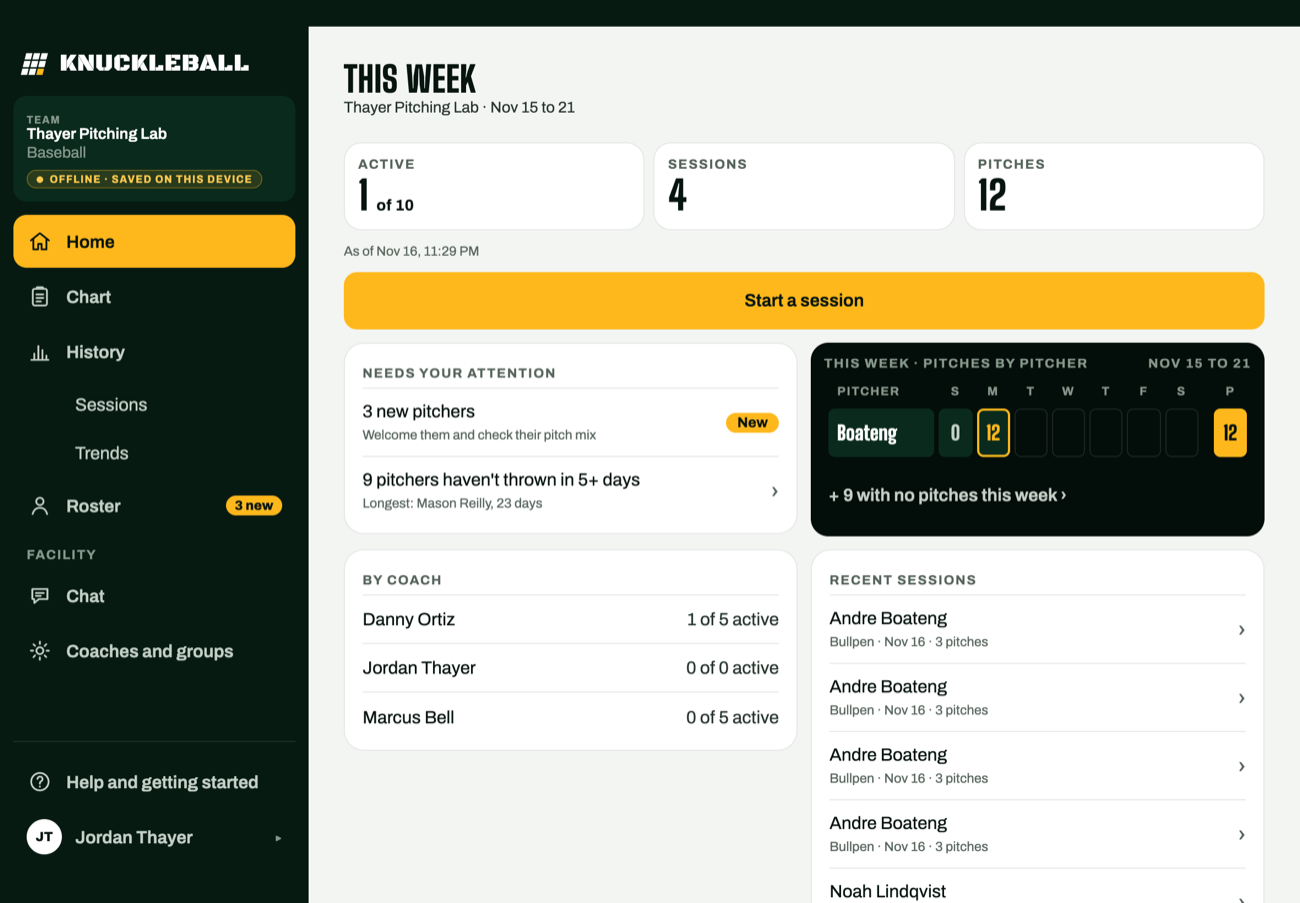 KNUCKLEBALL
TEAM
Thayer Pitching Lab
Baseball
OFFLINE · SAVED ON THIS DEVICE
Home
Chart
History
Sessions
Trends
Roster
3 new
FACILITY
Chat
Coaches and groups
Help and getting started
JT
Jordan Thayer
THIS WEEK
Thayer Pitching Lab · Nov 15 to 21
ACTIVE
1 of 10
SESSIONS
4
PITCHES
12
As of Nov 16, 11:29 PM
Start a session
NEEDS YOUR ATTENTION
3 new pitchers
Welcome them and check their pitch mix
New
9 pitchers haven't thrown in 5+ days
Longest: Mason Reilly, 23 days
THIS WEEK · PITCHES BY PITCHER NOV 15 TO 21
PITCHER S M T W T F S P
Boateng 0 12 12
+ 9 with no pitches this week ›
BY COACH
Danny Ortiz 1 of 5 active
Jordan Thayer 0 of 0 active
Marcus Bell 0 of 5 active
RECENT SESSIONS
Andre Boateng
Bullpen · Nov 16 · 3 pitches
Andre Boateng
Bullpen · Nov 16 · 3 pitches
Andre Boateng
Bullpen · Nov 16 · 3 pitches
Andre Boateng
Bullpen · Nov 16 · 3 pitches
Noah Lindqvist